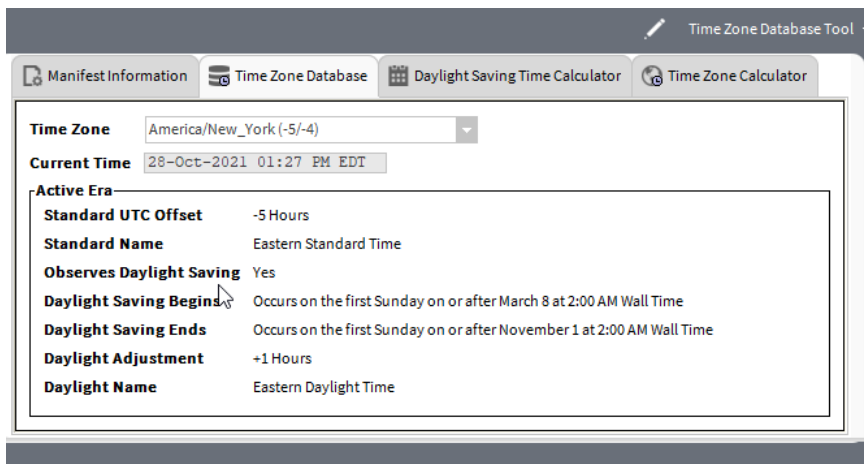 Time Zone Database Tool
Manifest Information Time Zone Database Daylight Saving Time Calculator Time Zone Calculator
Time Zone America/New_York (-5/-4)
Current Time 28-Oct-2021 01:27 PM EDT
Active Era
Standard UTC Offset -5 Hours
Standard Name Eastern Standard Time
Observes Daylight Saving Yes
Daylight Saving Begins Occurs on the first Sunday on or after March 8 at 2:00 AM Wall Time
Daylight Saving Ends Occurs on the first Sunday on or after November 1 at 2:00 AM Wall Time
Daylight Adjustment +1 Hours
Daylight Name Eastern Daylight Time